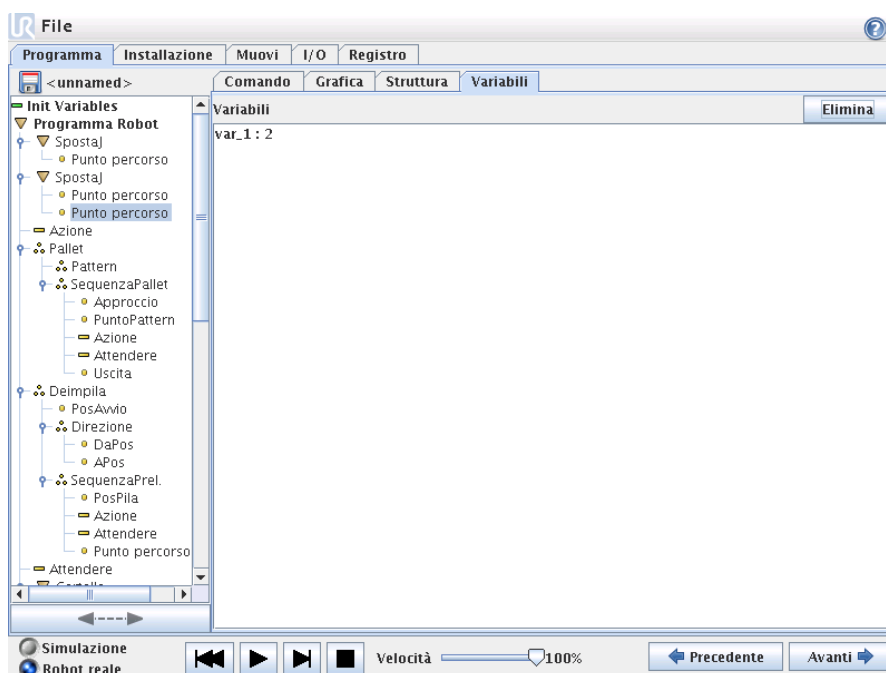 UR File
Programma Installazione Muovi I/O Registro
<unnamed> Comando Grafica Struttura Variabili
Init Variables
Programma Robot
SpostaJ
Punto percorso
SpostaJ
Punto percorso
Punto percorso
Azione
Pallet
Pattern
SequenzaPallet
Approccio
PuntoPattern
Azione
Attendere
Uscita
Deimpila
PosAvvio
Direzione
DaPos
APos
SequenzaPrel.
PosPila
Azione
Attendere
Punto percorso
Attendere
Variabili Elimina
var_1 : 2
Simulazione
Robot reale
Velocità 100% Precedente Avanti